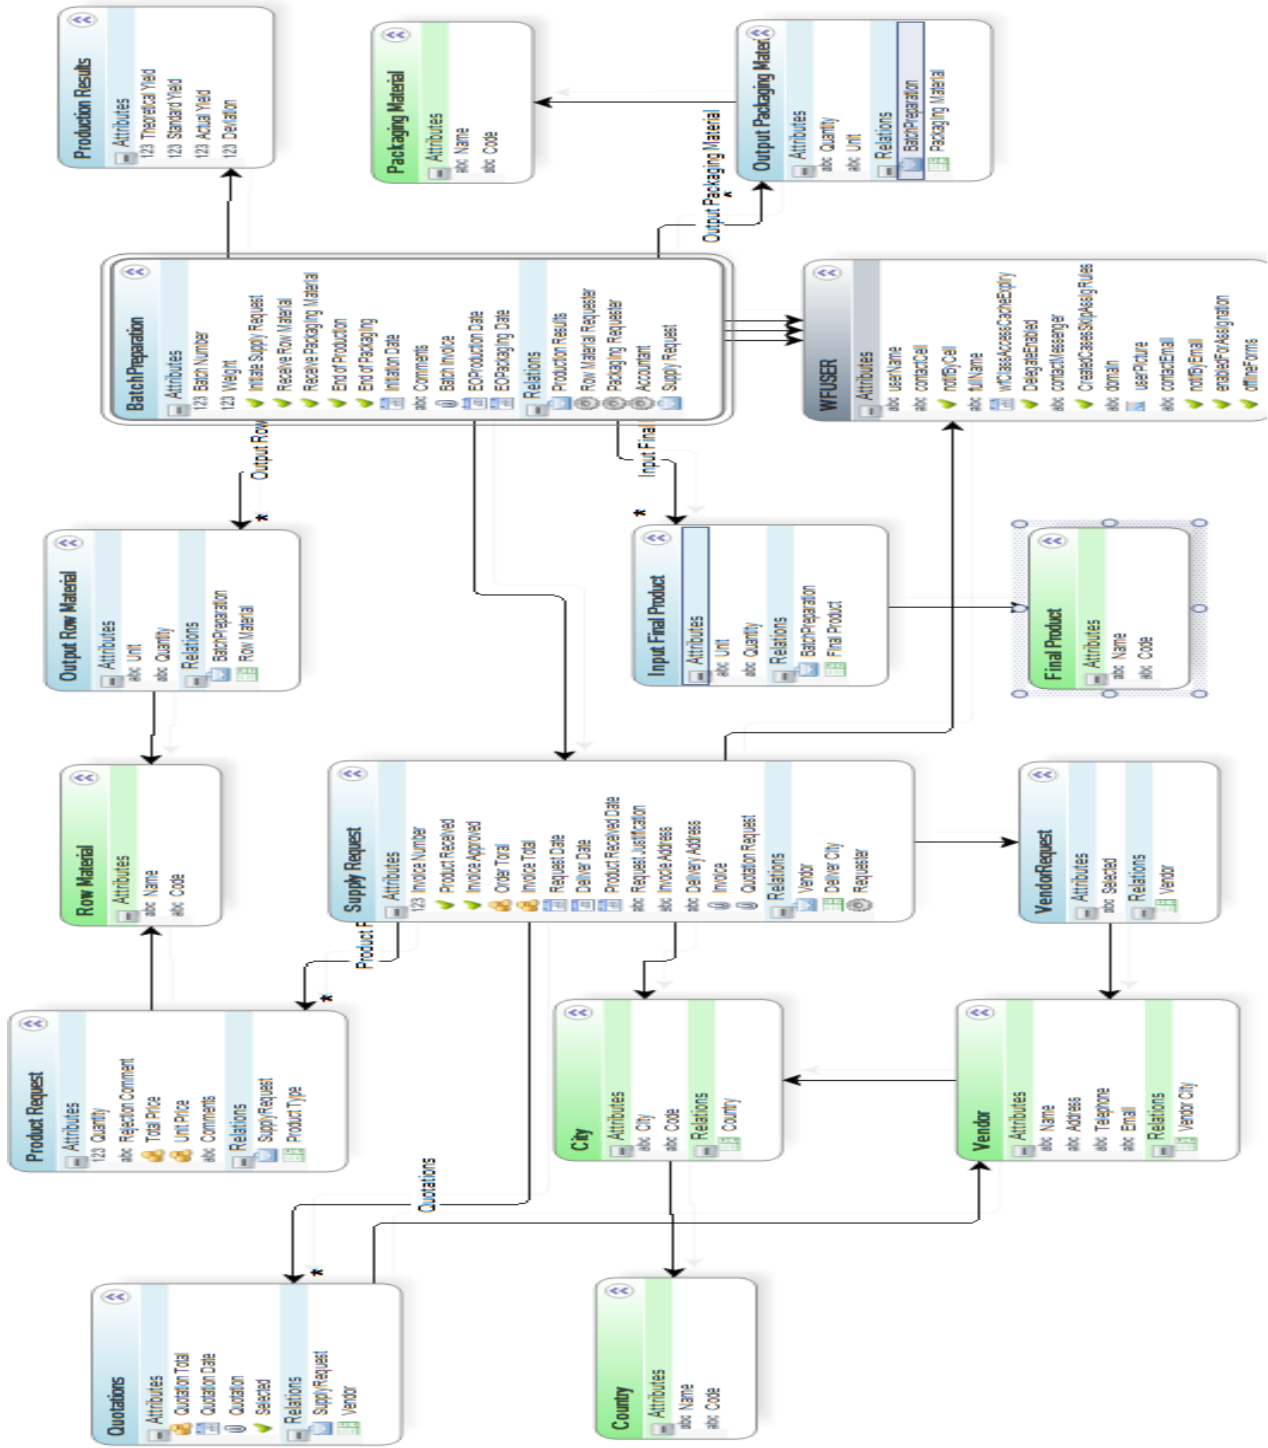 Quotations
Attributes
Quotation Total
Quotation Date
Quotation
Selected
Relations
SupplyRequest
Vendor
Country
Attributes
abc Name
abc Code
Product Request
Attributes
123 Quantity
abc Rejection Comment
Total Price
Unit Price
abc Comments
Relations
SupplyRequest
Product Type
Quotations
*
City
Attributes
abc City
abc Code
Relations
Country
Vendor
Attributes
abc Name
abc Address
abc Telephone
abc Email
Relations
Vendor City
Row Material
Attributes
abc Name
abc Code
Product R
*
Supply Request
Attributes
123 Invoice Number
Product Received
Invoice Approved
Order Toral
Invoice Total
Request Date
Deliver Date
Product Received Date
abc Request Justification
abc Invocie Address
abc Delivery Address
Invoice
Quotation Request
Relations
Vendor
Deliver City
Requester
VendorRequest
Attributes
abc Selected
Relations
Vendor
Output Row Material
Attributes
abc Unit
abc Quantity
Relations
BatchPreparation
Row Material
Input Final Product
Attributes
abc Unit
abc Quantity
Relations
BatchPreparation
Final Product
Final Product
Attributes
abc Name
abc Code
Output Row
*
Input Final
*
BatchPreparation
Attributes
123 Batch Number
123 Weight
Initiate Supply Request
Receive Row Material
Receive Packaging Material
End of Production
End of Packaging
Initiation Date
abc Comments
Batch Invoice
EOProduction Date
EOPackaging Date
Relations
Production Results
Row Material Requester
Packaging Requester
Accountant
Supply Request
WFUSER
Attributes
abc userName
abc contactCell
notifByCell
abc fullName
wfClassAccessCacheExpiry
DelegateEnabled
abc contactMessenger
CreatedCasesSkipAssigRules
abc domain
userPicture
abc contactEmail
notifByEmail
enabledForAssignation
offlineForms
Production Results
Attributes
123 Theoretical Yield
123 Standard Yield
123 Actual Yield
123 Deviation
Packaging Material
Attributes
abc Name
abc Code
Output Packaging Material
*
Output Packaging Materi
Attributes
abc Quantity
abc Unit
Relations
BatchPreparation
Packaging Material